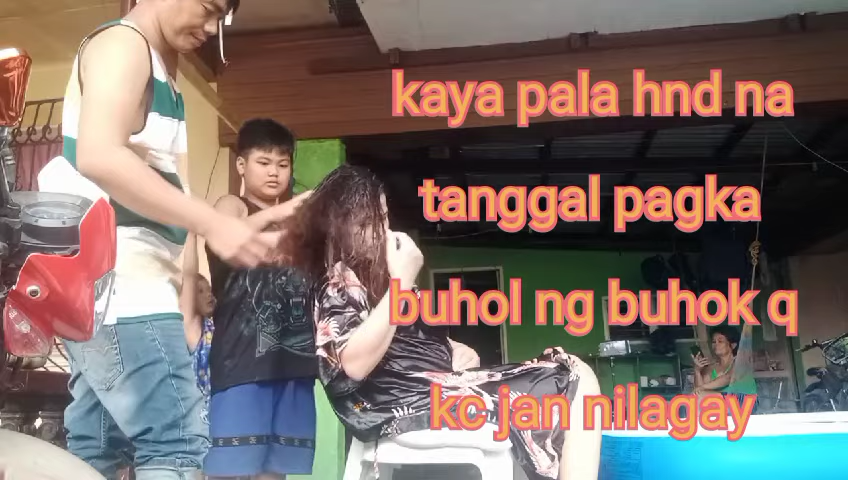 kaya pala hnd na
tanggal pagka
buhol ng buhok q
kc jan nilagay